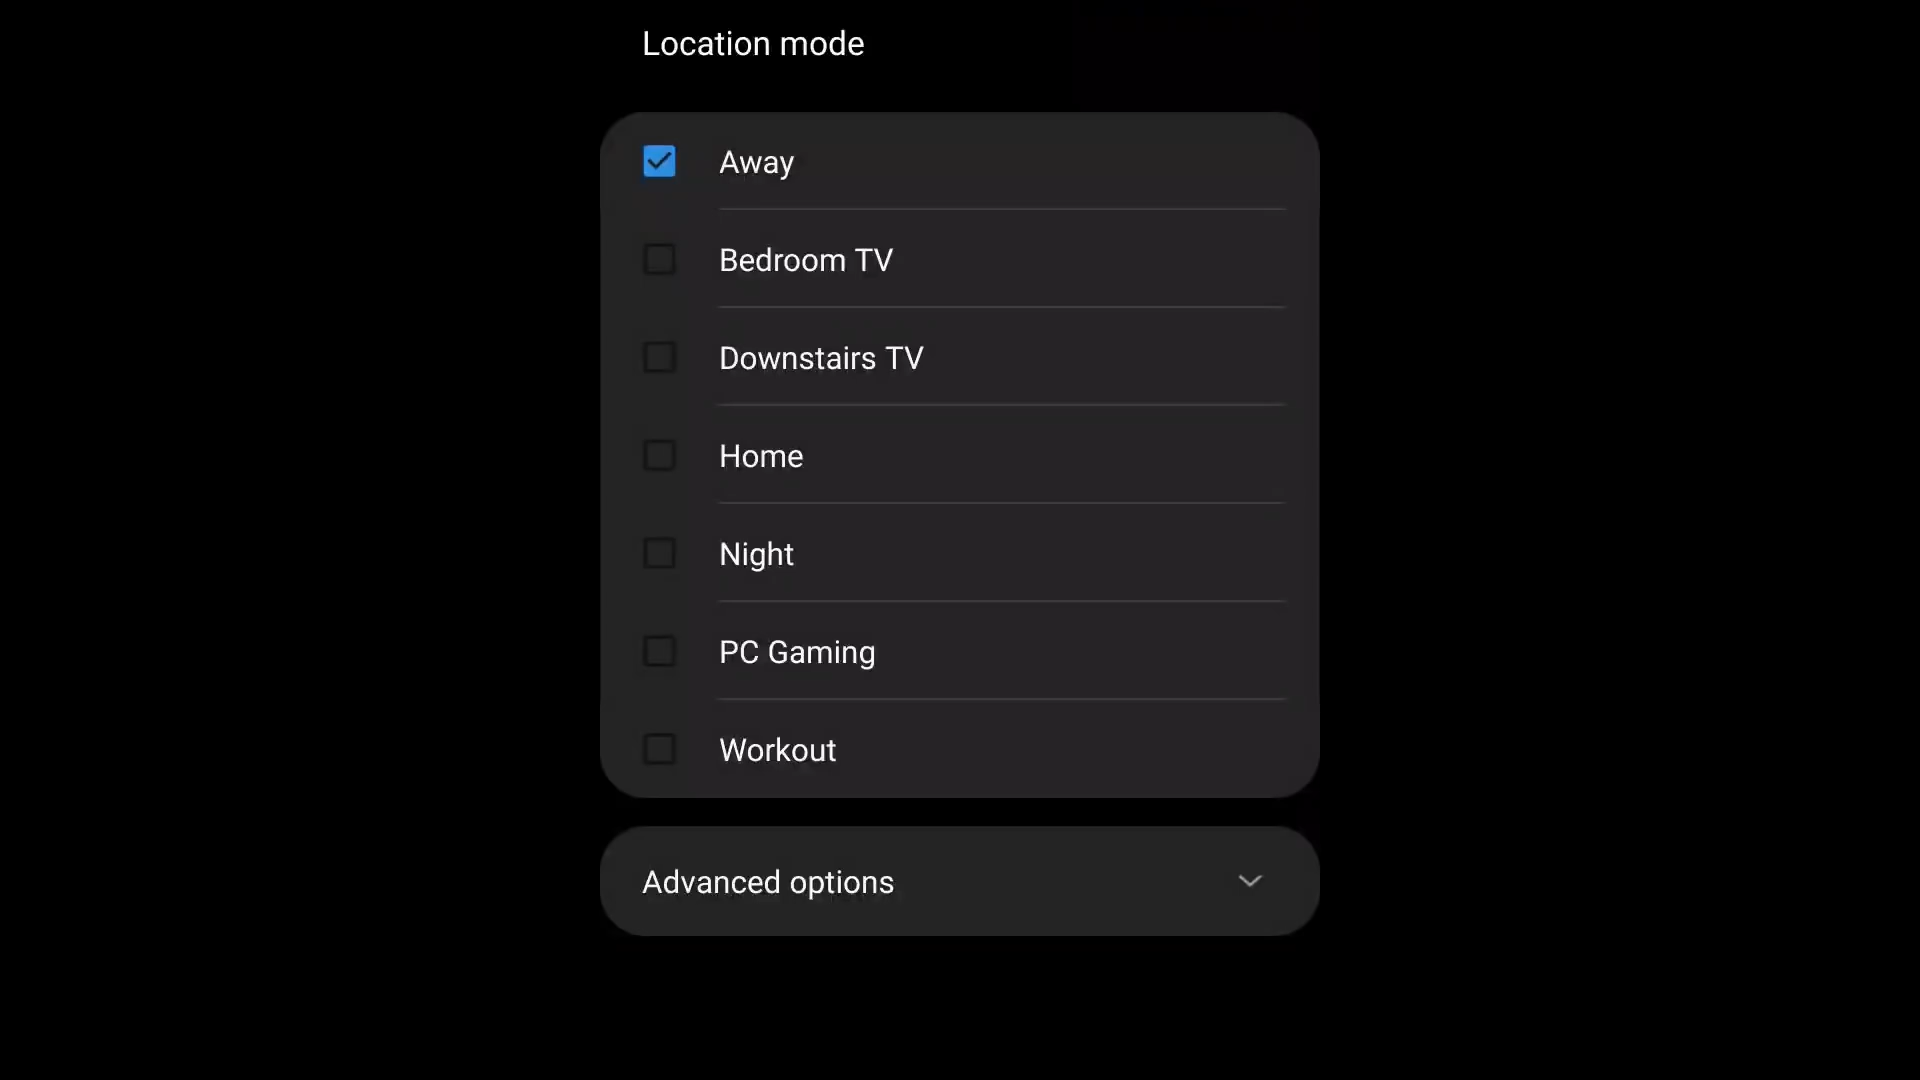 Location mode
Away
Bedroom TV
Downstairs TV
Home
Night
PC Gaming
Workout
Advanced options